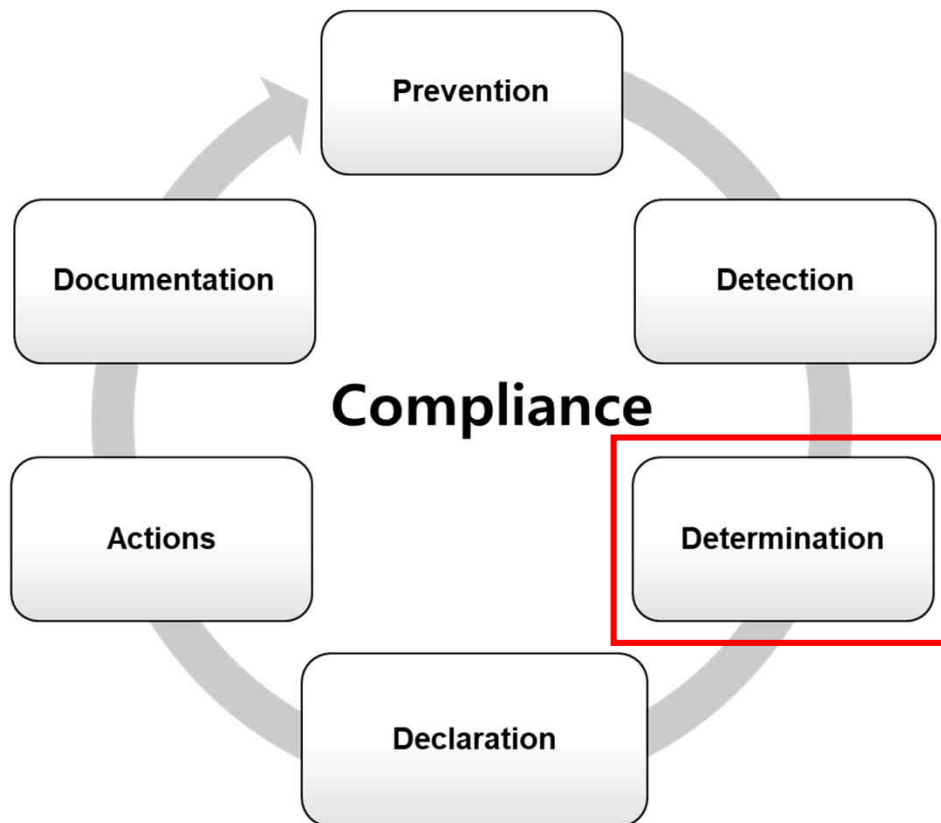 Prevention
Detection
Compliance
Determination
Declaration
Actions
Documentation